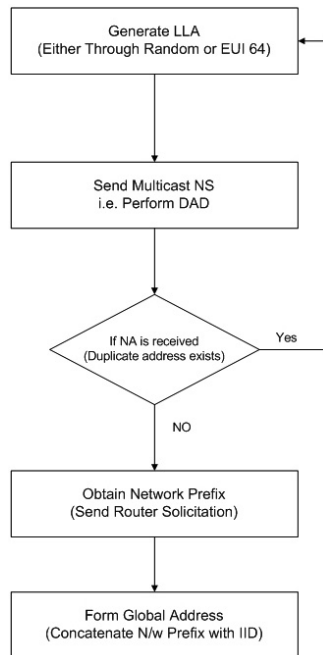 Generate LLA
(Either Through Random or EUI 64)
Send Multicast NS
i.e. Perform DAD
If NA is received
(Duplicate address exists)
Yes
NO
Obtain Network Prefix
(Send Router Solicitation)
Form Global Address
(Concatenate N/w Prefix with IID)